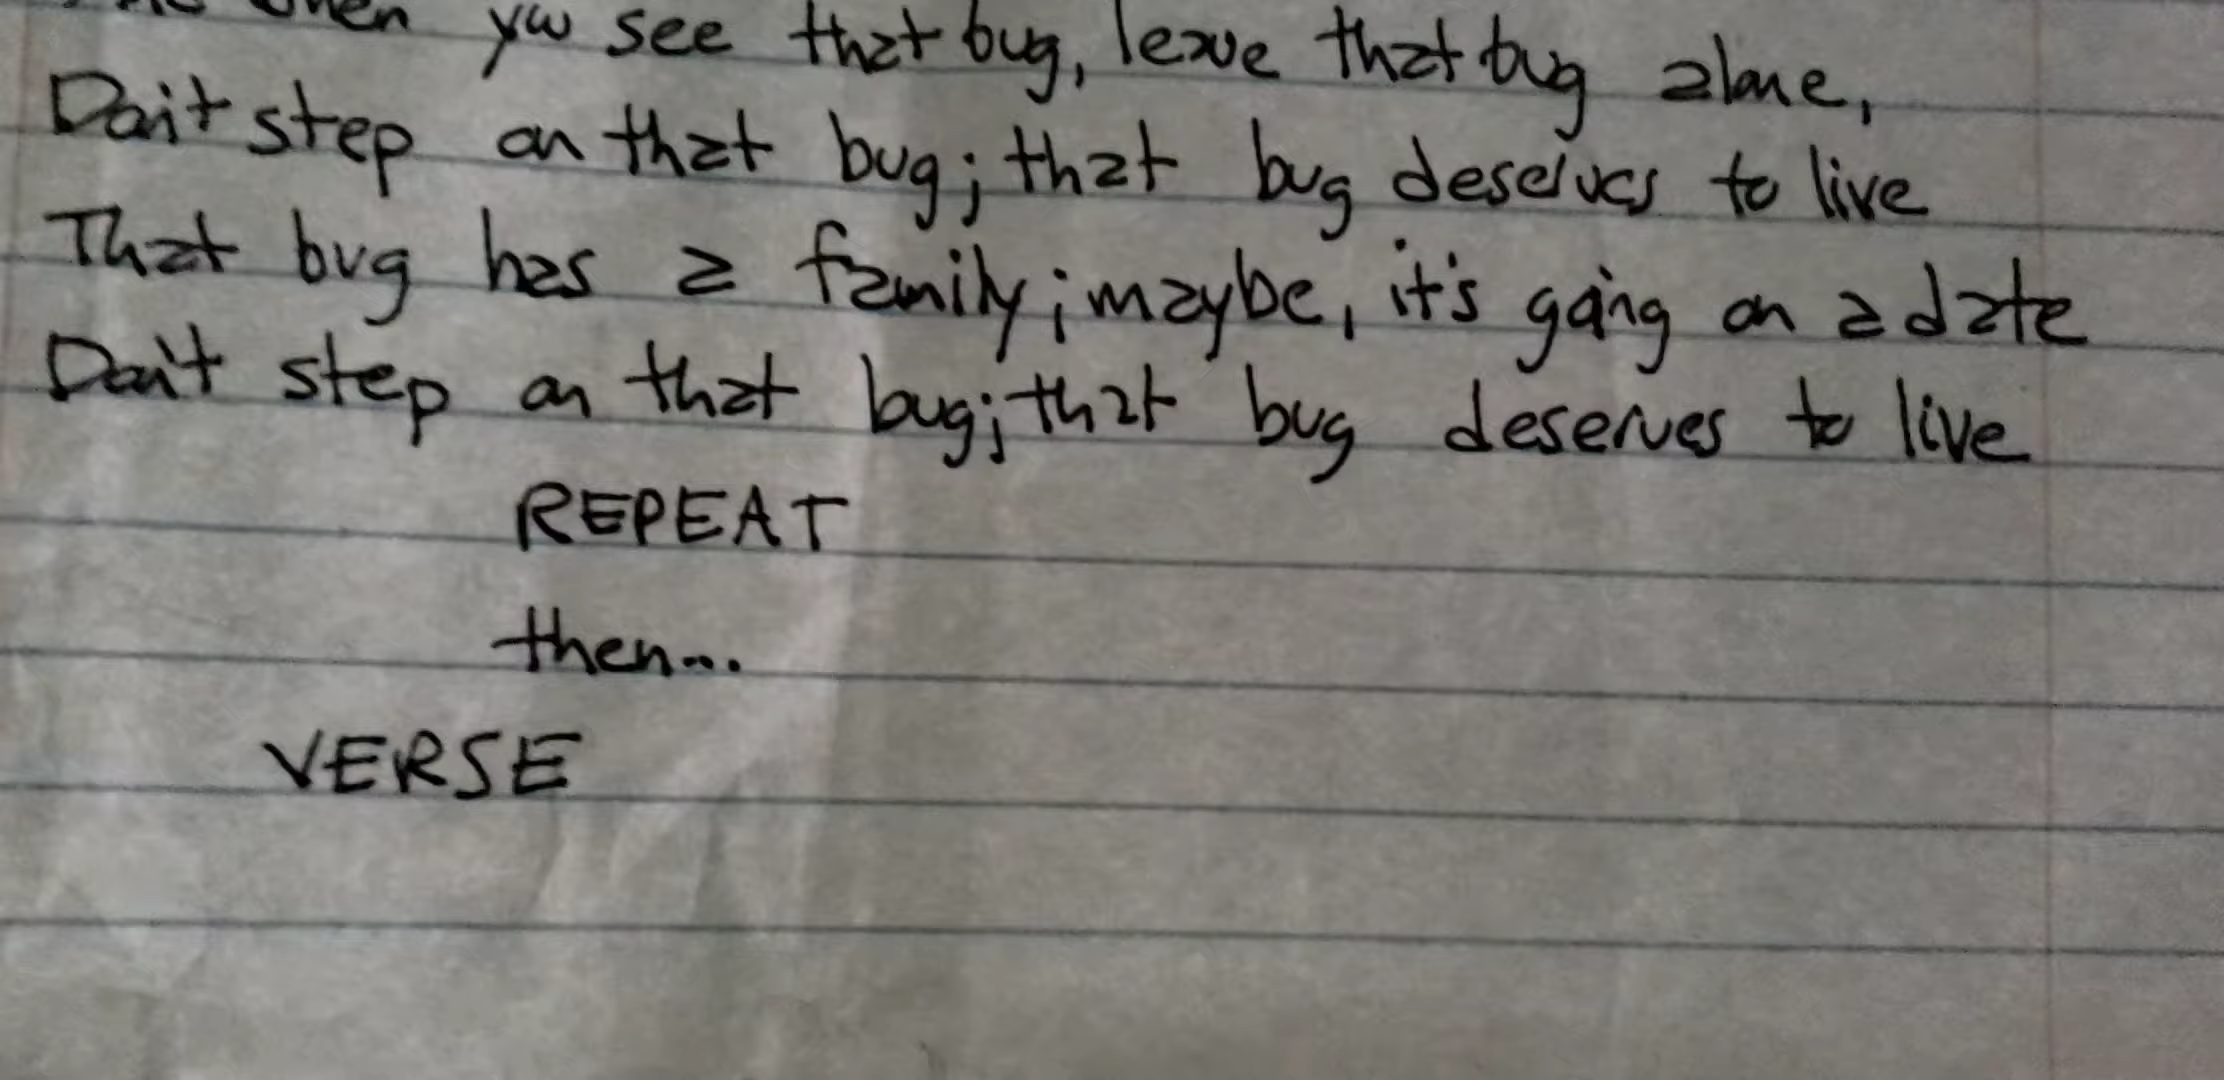 when you see that bug, leave that bug alone,
Don't step on that bug; that bug deserves to live
That bug has a family; maybe, it's going on a date
Don't step on that bug; that bug deserves to live
REPEAT
then...
VERSE